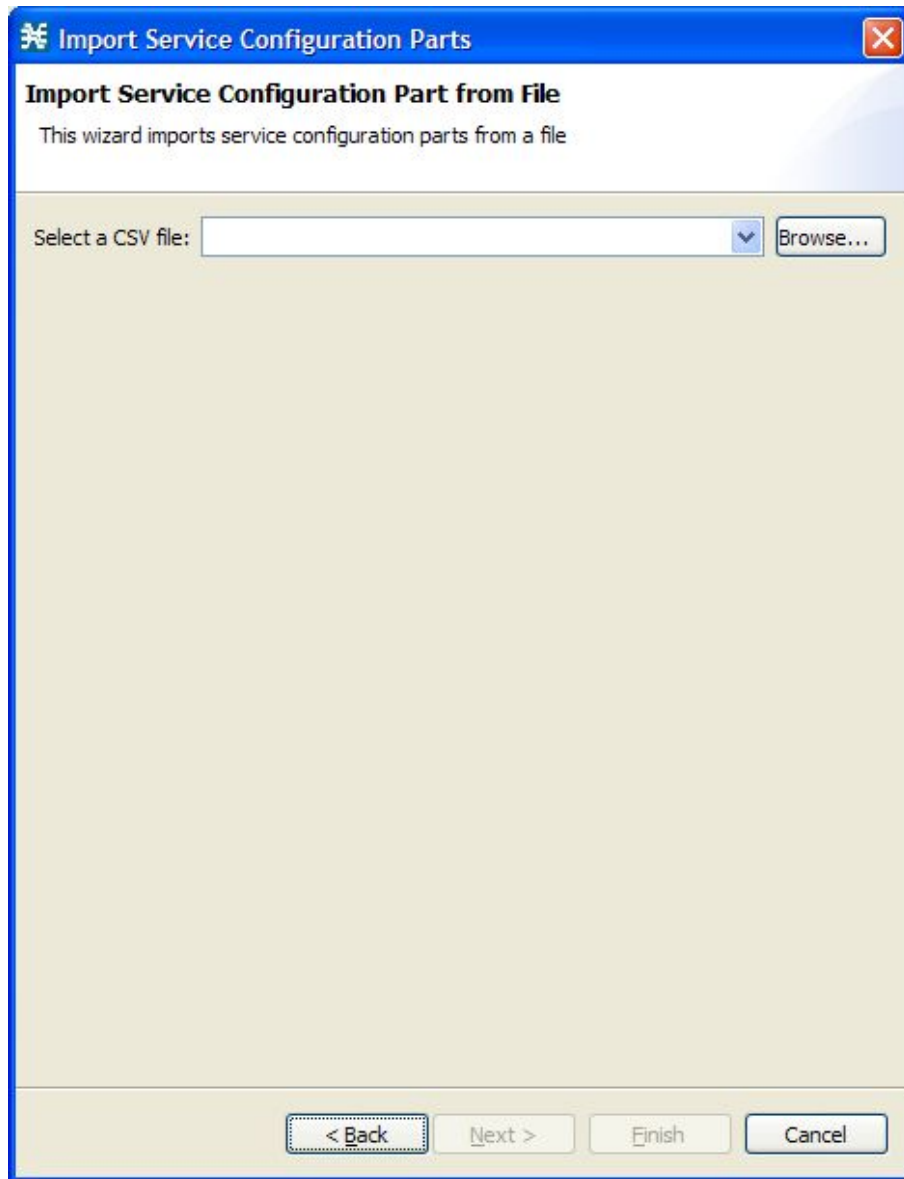 Import Service Configuration Parts
Import Service Configuration Part from File
This wizard imports service configuration parts from a file
Select a CSV file: Browse...
< Back Next > Finish Cancel